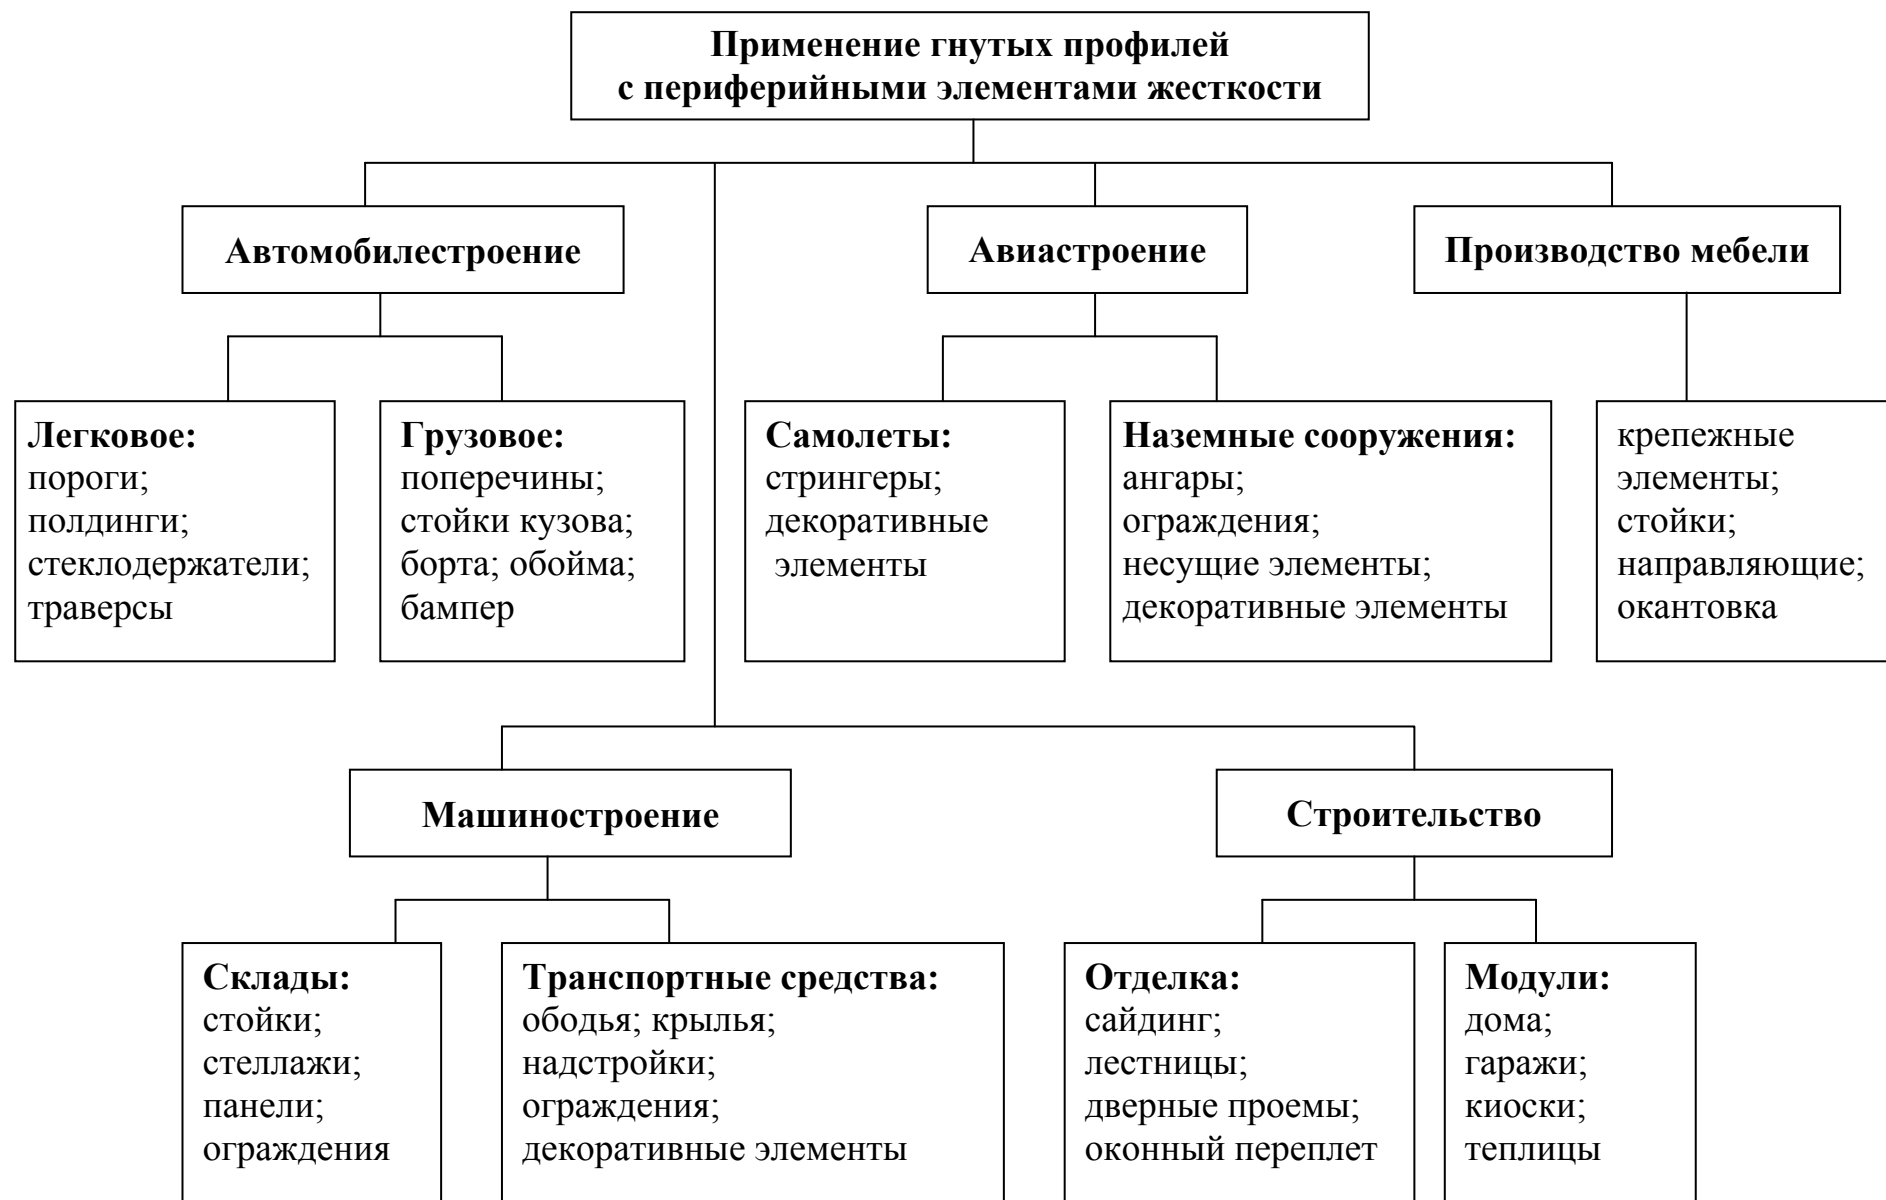 Применение гнутых профилей
с периферийными элементами жесткости
Автомобилестроение
Авиастроение
Производство мебели
Легковое:
пороги;
полдинги;
стеклодержатели;
траверсы
Грузовое:
поперечины;
стойки кузова;
борта; обойма;
бампер
Самолеты:
стрингеры;
декоративные
элементы
Наземные сооружения:
ангары;
ограждения;
несущие элементы;
декоративные элементы
крепежные
элементы;
стойки;
направляющие;
окантовка
Машиностроение
Строительство
Склады:
стойки;
стеллажи;
панели;
ограждения
Транспортные средства:
ободья; крылья;
надстройки;
ограждения;
декоративные элементы
Отделка:
сайдинг;
лестницы;
дверные проемы;
оконный переплет
Модули:
дома;
гаражи;
киоски;
теплицы